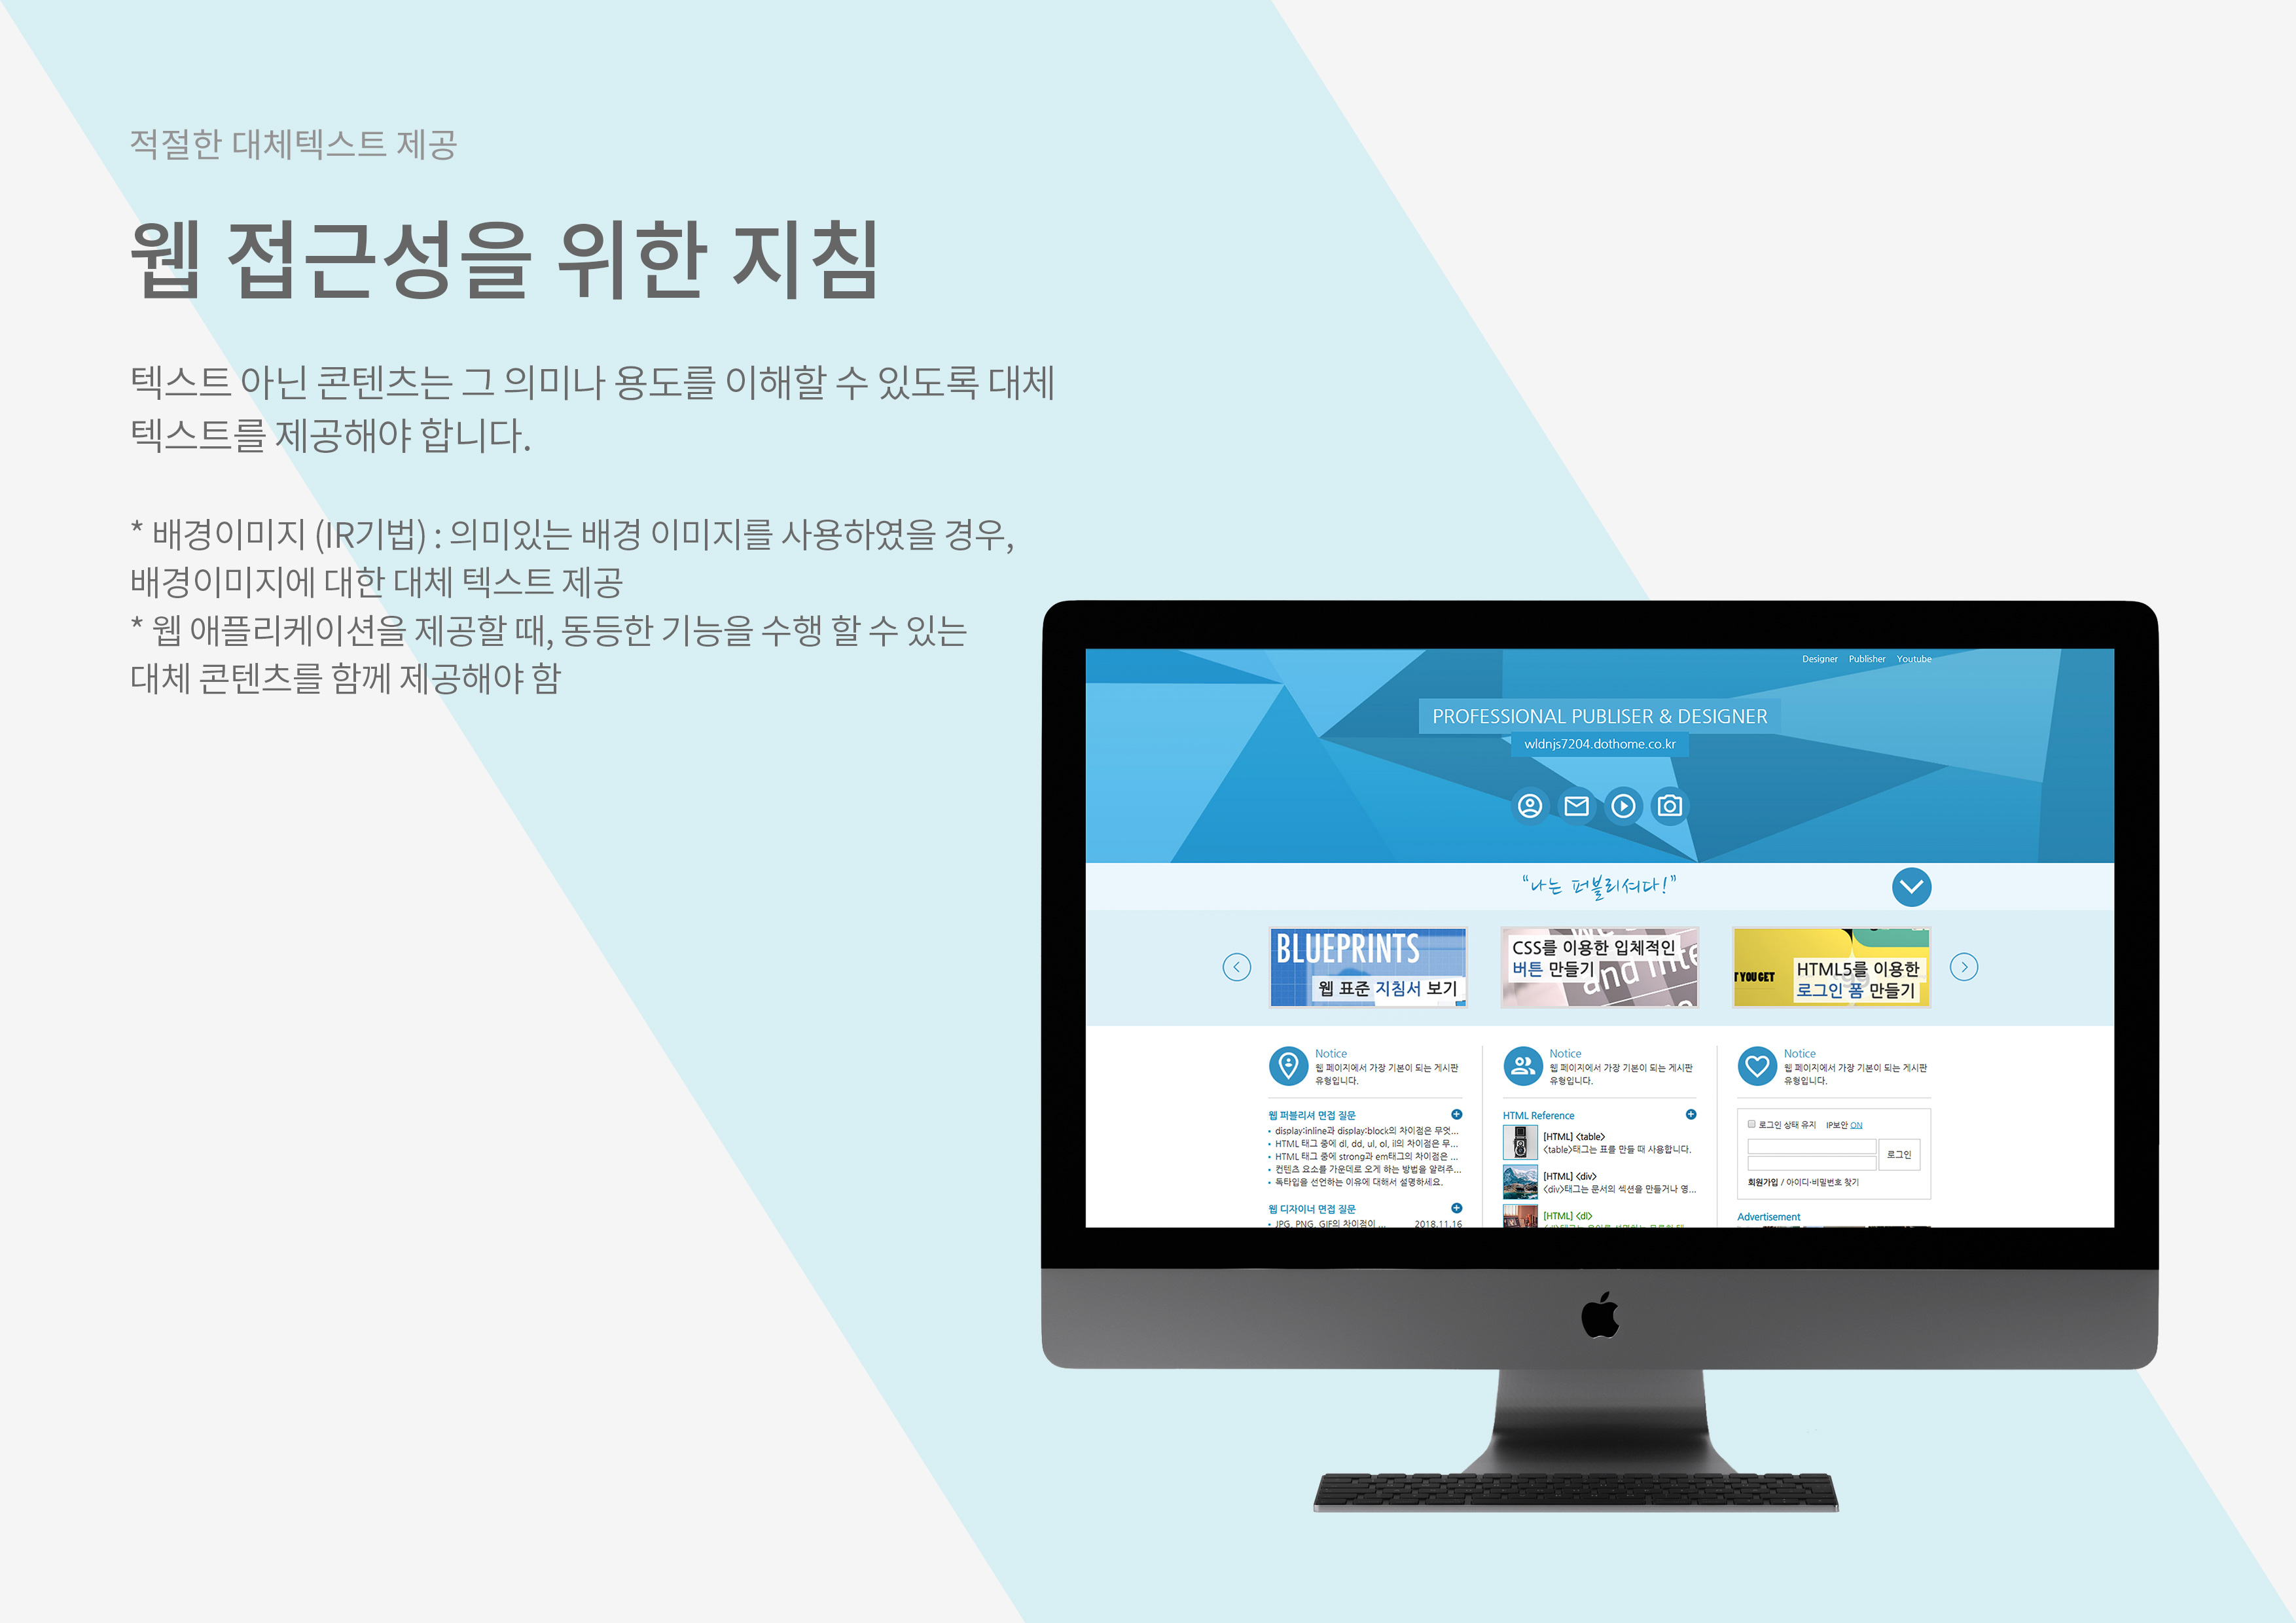 적절한 대체텍스트 제공
웹 접근성을 위한 지침
텍스트 아닌 콘텐츠는 그 의미나 용도를 이해할 수 있도록 대체
텍스트를 제공해야 합니다.
* 배경이미지 (IR기법) : 의미있는 배경 이미지를 사용하였을 경우,
배경이미지에 대한 대체 텍스트 제공
* 웹 애플리케이션을 제공할 때, 동등한 기능을 수행 할 수 있는
대체 콘텐츠를 함께 제공해야 함
Designer Publisher Youtube
PROFESSIONAL PUBLISER & DESIGNER
wldnjs7204.dothome.co.kr
“나는 퍼블리셔다!”
BLUEPRINTS
웹 표준 지침서 보기
CSS를 이용한 입체적인
버튼 만들기
and inte
T YOU GET
HTML5를 이용한
로그인 폼 만들기
Notice
웹 페이지에서 가장 기본이 되는 게시판
유형입니다.
웹 퍼블리셔 면접 질문
display:inline과 display:block의 차이점은 무엇...
HTML 태그 중에 dl, dd, ul, ol, il의 차이점은 무...
HTML 태그 중에 strong과 em태그의 차이점은 ...
컨텐츠 요소를 가운데로 오게 하는 방법을 알려주...
독타입을 선언하는 이유에 대해서 설명하세요.
웹 디자이너 면접 질문
JPG, PNG, GIF의 차이점이 ... 2018.11.16
Notice
웹 페이지에서 가장 기본이 되는 게시판
유형입니다.
HTML Reference
[HTML] <table>
<table>태그는 표를 만들 때 사용합니다.
[HTML] <div>
<div>태그는 문서의 섹션을 만들거나 명...
[HTML] <dl>
Notice
웹 페이지에서 가장 기본이 되는 게시판
유형입니다.
로그인 상태 유지 IP보안 ON
로그인
회원가입 / 아이디·비밀번호 찾기
Advertisement